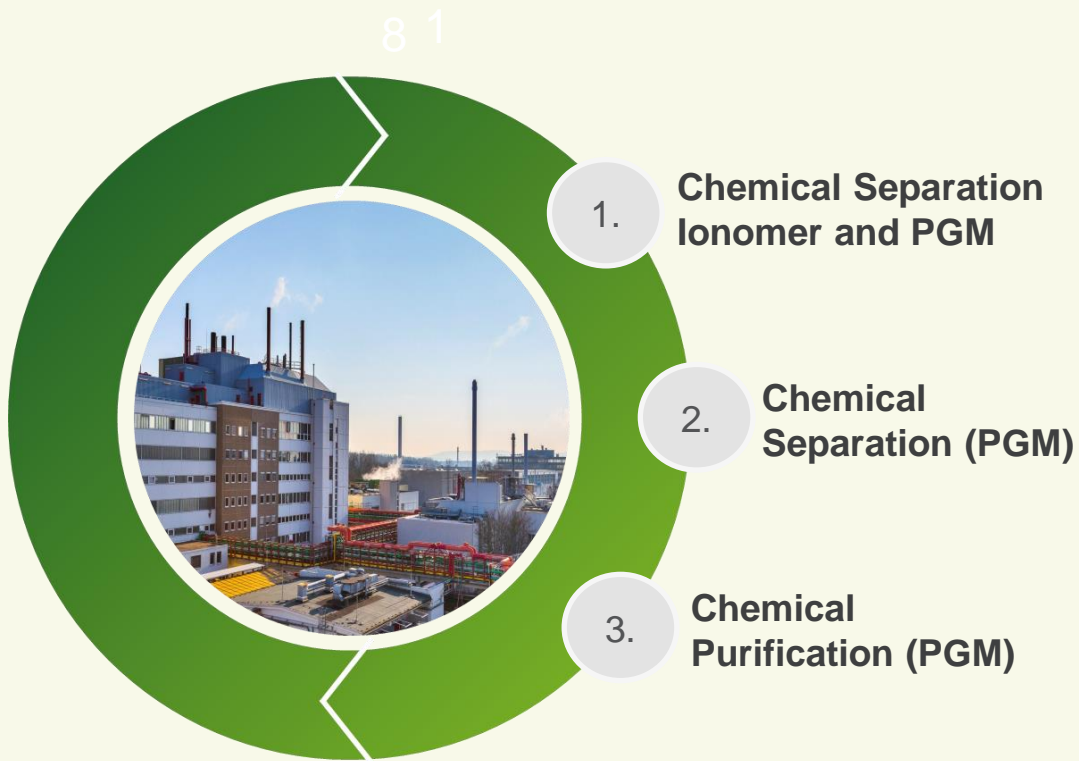 8 1
1.
Chemical Separation
Ionomer and PGM
2.
Chemical
Separation (PGM)
3.
Chemical
Purification (PGM)